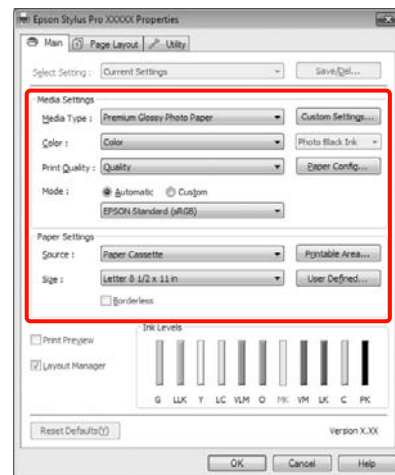 Epson Stylus Pro XXXXX Properties
Main Page Layout Utility
Select Setting : Current Settings Save/Del...
Media Settings
Media Type : Premium Glossy Photo Paper Custom Settings...
Color : Color Photo Black Ink
Print Quality : Quality Paper Config...
Mode : Automatic Custom
EPSON Standard (sRGB)
Paper Settings
Source : Paper Cassette Printable Area...
Size : Letter 8 1/2 x 11 in User Defined...
Borderless
Print Preview
Layout Manager
Ink Levels
G LLK Y LC VLM O MK VM LK C PK
Reset Defaults(Y) Version X.XX
OK Cancel Help